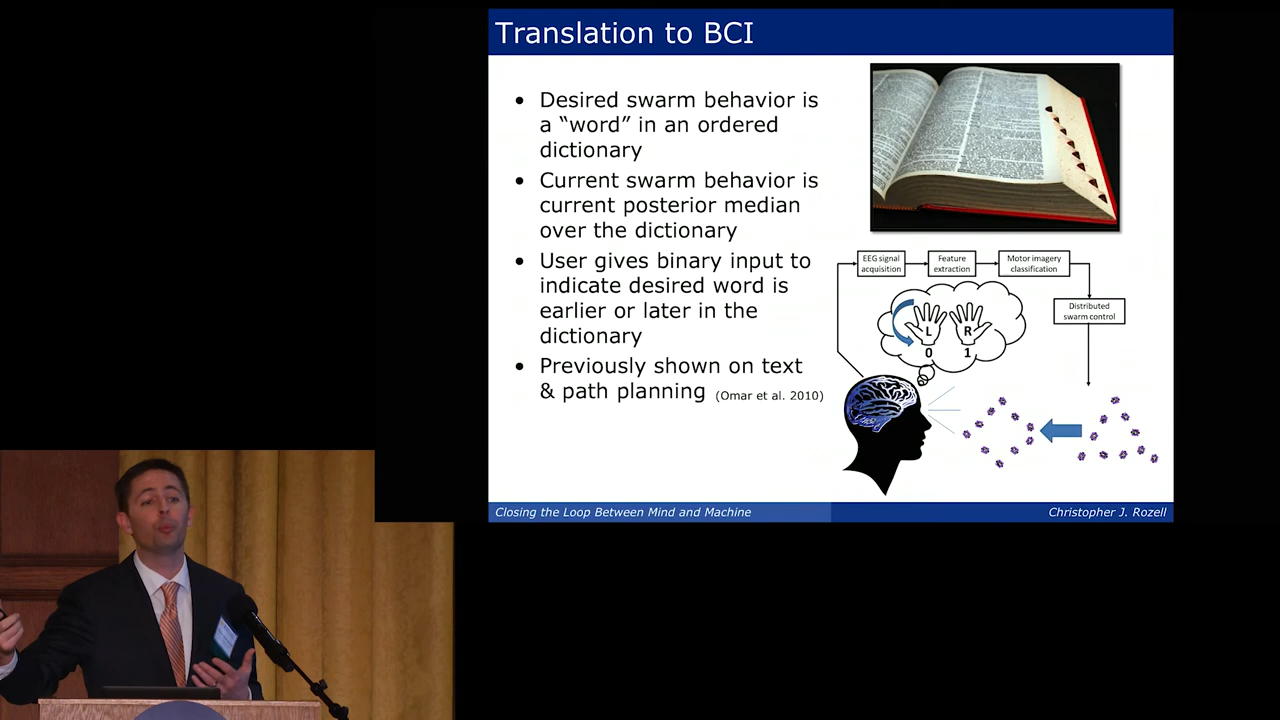 Translation to BCI
• Desired swarm behavior is
a “word” in an ordered
dictionary
• Current swarm behavior is
current posterior median
over the dictionary
• User gives binary input to
indicate desired word is
earlier or later in the
dictionary
• Previously shown on text
& path planning (Omar et al. 2010)
EEG signal
acquisition
Feature
extraction
Motor imagery
classification
Distributed
swarm control
L R
0 1
Closing the Loop Between Mind and Machine
Christopher J. Rozell